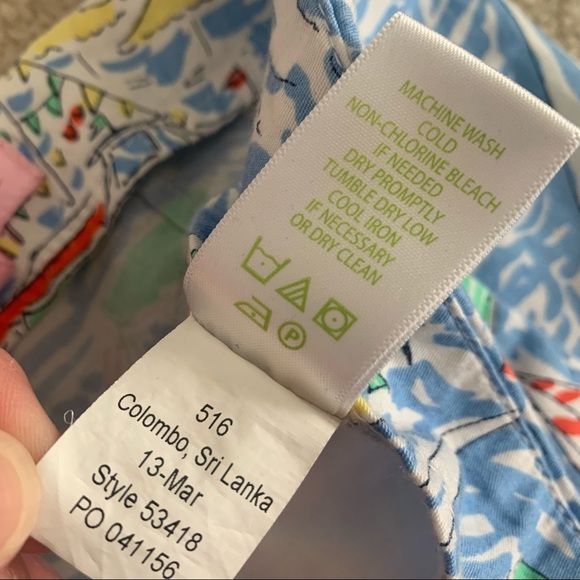 MACHINE WASH
COLD
NON-CHLORINE BLEACH
IF NEEDED
DRY PROMPTLY
TUMBLE DRY LOW
COOL IRON
IF NECESSARY
OR DRY CLEAN
P
516
Colombo, Sri Lanka
13-Mar
Style 53418
PO 041156